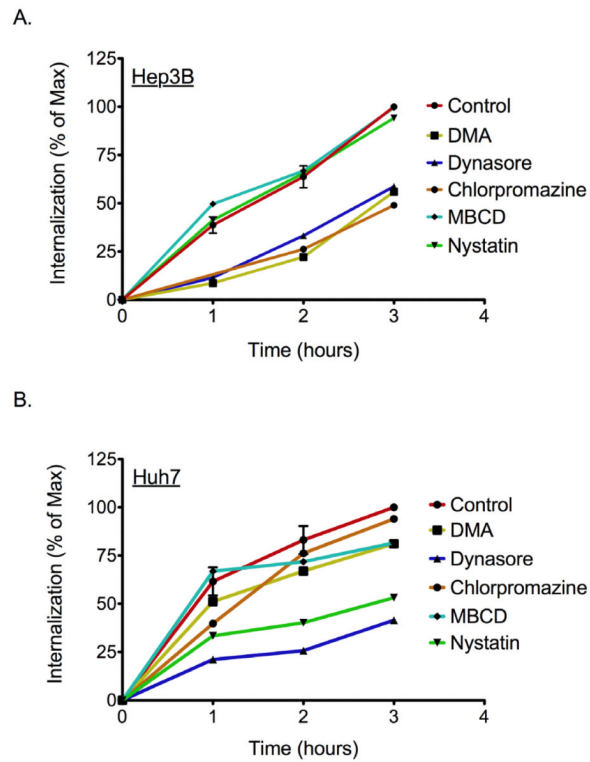 A.
Hep3B
Internalization (% of Max)
125
100
75
50
25
0
0 1 2 3 4
Time (hours)
Control
DMA
Dynasore
Chlorpromazine
MBCD
Nystatin
B.
Huh7
Internalization (% of Max)
125
100
75
50
25
0
0 1 2 3 4
Time (hours)
Control
DMA
Dynasore
Chlorpromazine
MBCD
Nystatin